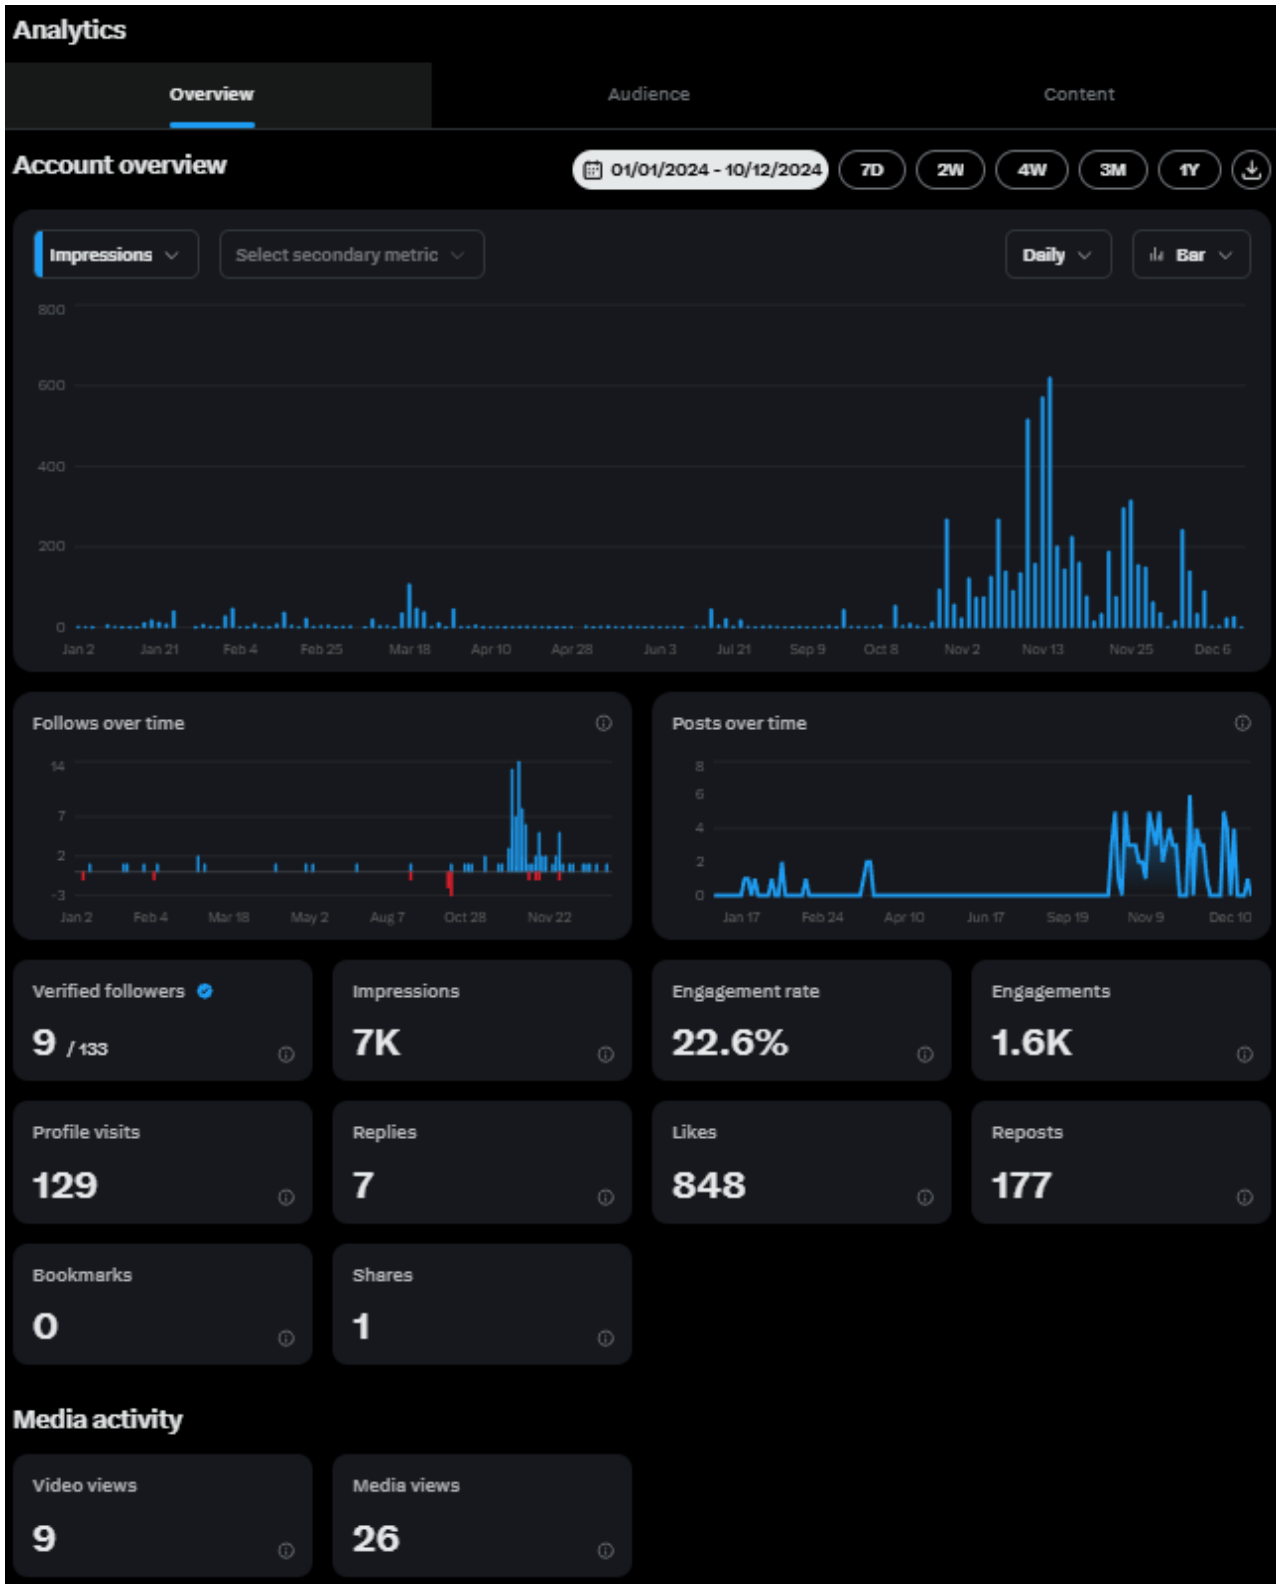 Analytics
Overview Audience Content
Account overview 01/01/2024 - 10/12/2024 7D 2W 4W 3M 1Y
Impressions Select secondary metric Daily Bar
800
600
400
200
0
Jan 2 Jan 21 Feb 4 Feb 25 Mar 18 Apr 10 Apr 28 Jun 3 Jul 21 Sep 9 Oct 8 Nov 2 Nov 13 Nov 25 Dec 6
Follows over time
14
7
2
-3
Jan 2 Feb 4 Mar 18 May 2 Aug 7 Oct 28 Nov 22
Posts over time
8
6
4
2
0
Jan 17 Feb 24 Apr 10 Jun 17 Sep 19 Nov 9 Dec 10
Verified followers
9 / 133
Impressions
7K
Engagement rate
22.6%
Engagements
1.6K
Profile visits
129
Replies
7
Likes
848
Reposts
177
Bookmarks
0
Shares
1
Media activity
Video views
9
Media views
26